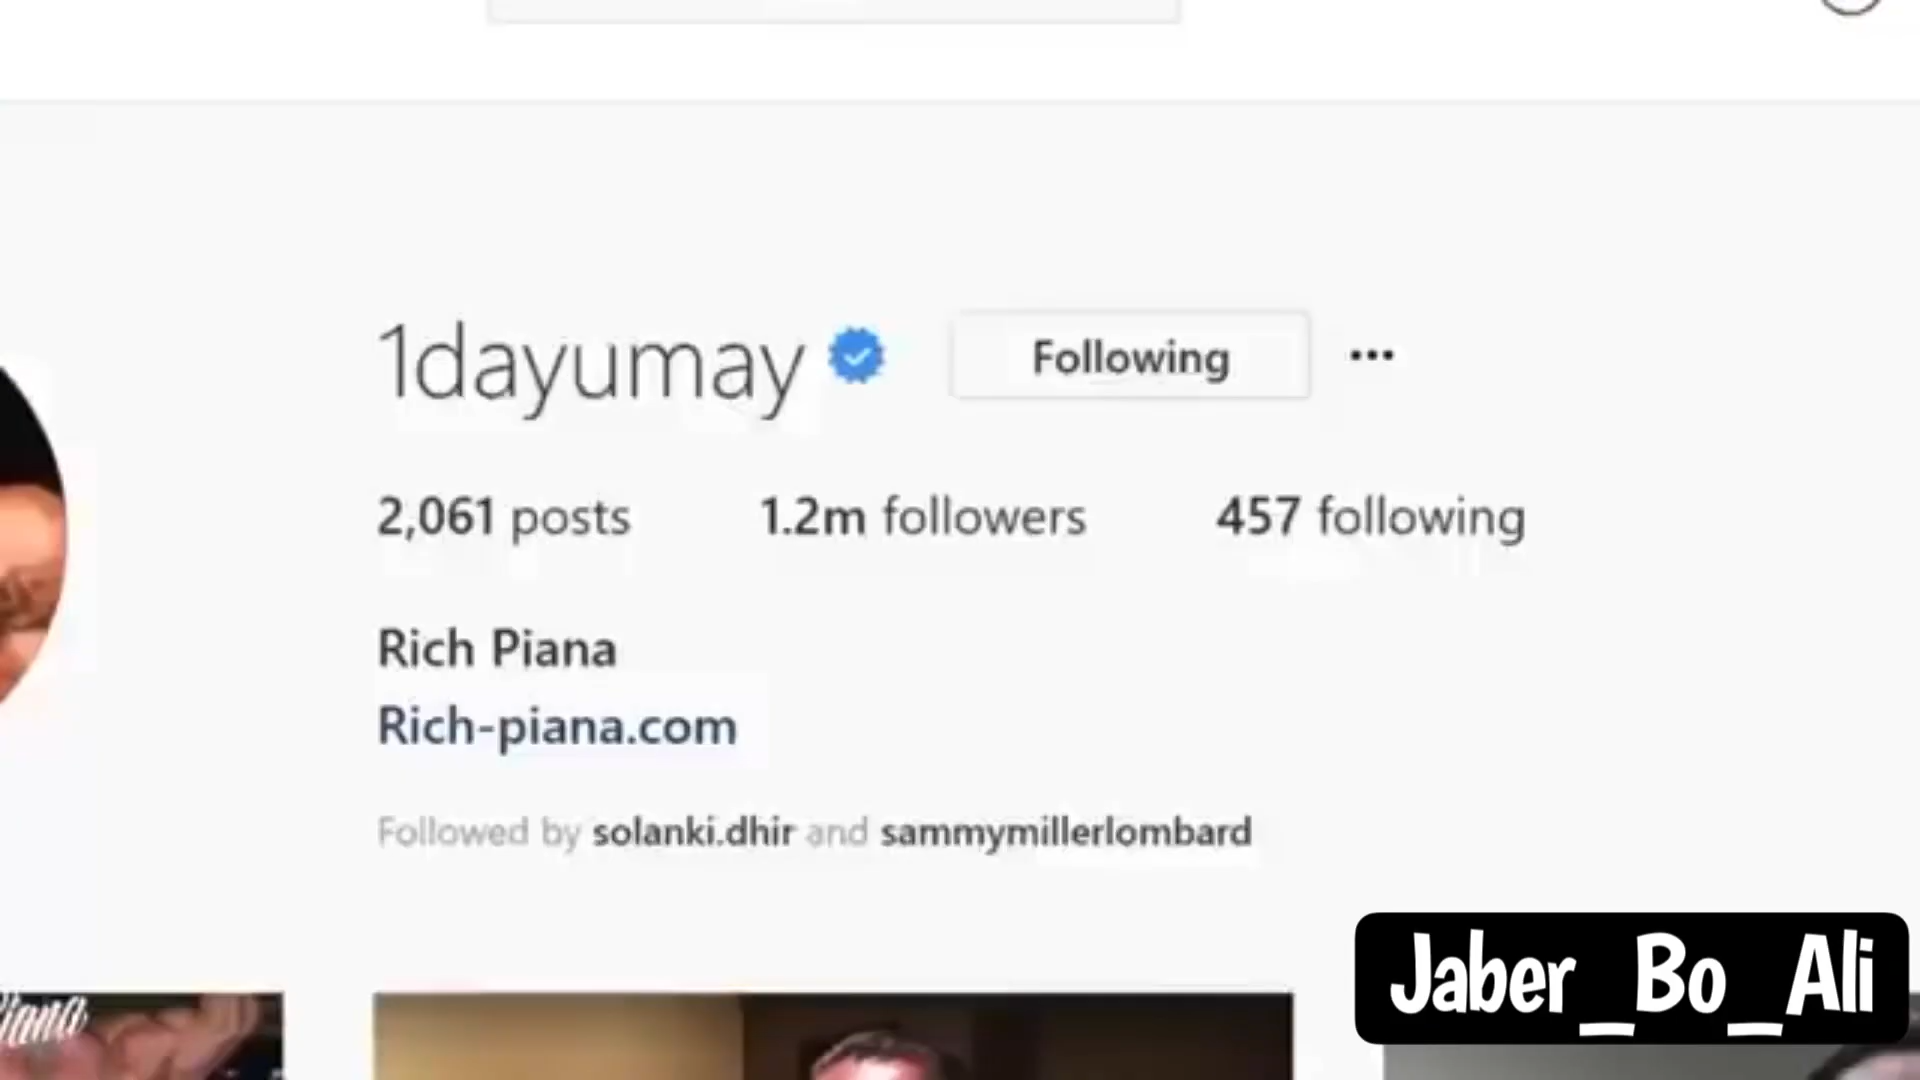 1dayumay Following
2,061 posts 1.2m followers 457 following
Rich Piana
Rich-piana.com
Followed by solanki.dhir and sammymillerlombard
Jaber_Bo_Ali